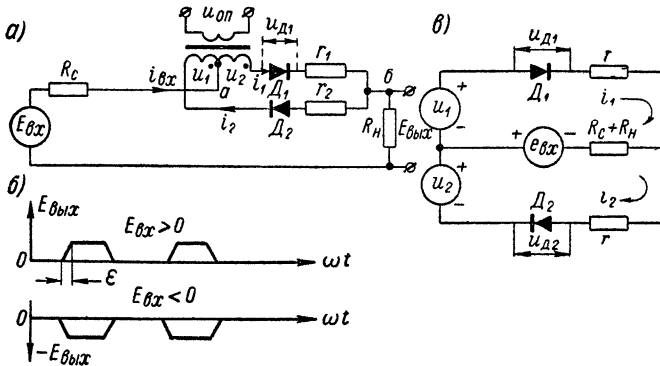 а)
u_оп
u_Д1
в)
u_Д1
R_c
i_вх
u_1
u_2
i_1
Д_1
r_1
r
Д_1
i_1
а
б
E_вх
i_2
Д_2
r_2
R_н
E_вых
u_1
+
−
+
e_вх
−
R_c+R_н
u_2
+
−
i_2
Д_2
u_Д2
r
б)
E_вых
E_вх>0
0
ε
ωt
E_вх<0
0
ωt
−E_вых